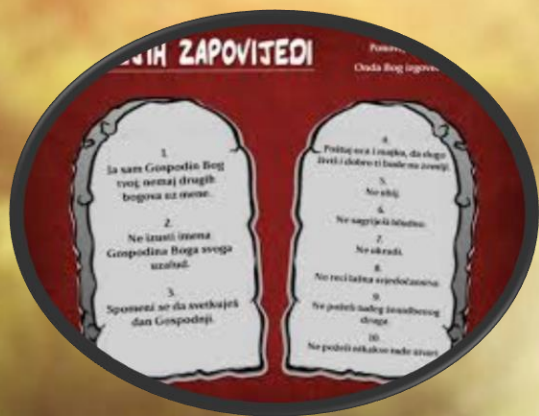 ZAPOVIJEDI
Onda Bog
1.
Ja sam Gospodin Bog
tvoj, nemaj drugih
bogova uz mene.
2.
Ne izusti imena
Gospodina Boga svoga
uzalud.
3.
Spomeni se da svetkuješ
dan Gospodnji.
4.
Poštuj oca i majku, da dugo
živiš i dobro ti bude na zemlji.
5.
Ne ubij.
6.
Ne sagriješi bludno.
7.
Ne ukradi.
8.
Ne reci lažna svjedočanstva.
9.
Ne poželi tuđeg ženidbenog
druga.
10.
Ne poželi nikakve tuđe stvari.